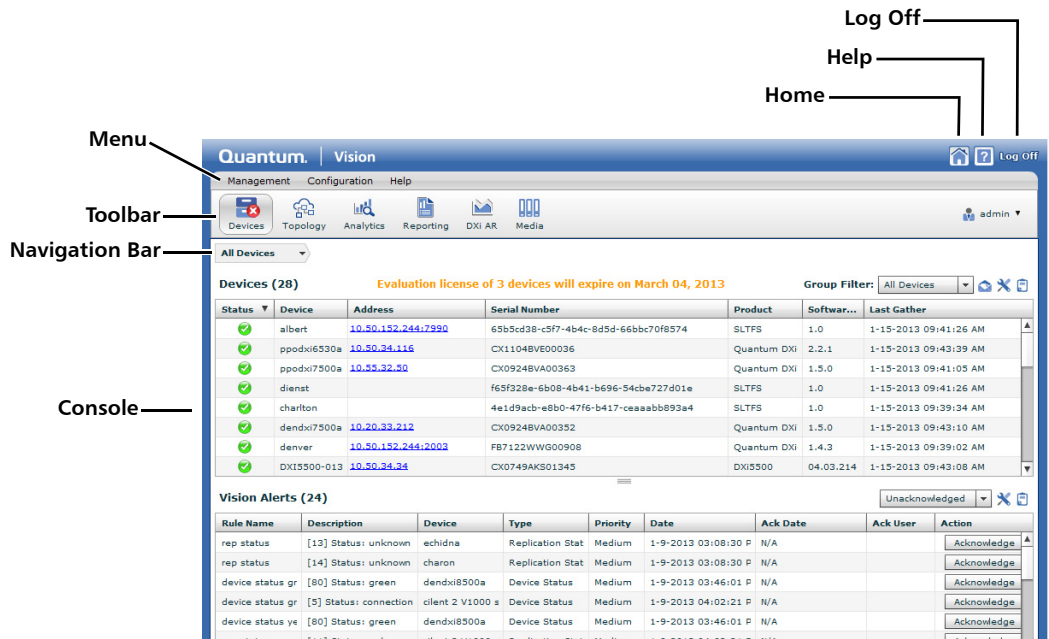 Log Off
Help
Home
Menu
Toolbar
Navigation Bar
Console
Quantum. | Vision
Log Off
Management Configuration Help
Devices Topology Analytics Reporting DXi AR Media
admin
All Devices
Devices (28) Evaluation license of 3 devices will expire on March 04, 2013 Group Filter: All Devices
Status Device Address Serial Number Product Softwar... Last Gather
albert 10.50.152.244:7990 65b5cd38-c5f7-4b4c-8d5d-66bbc70f8574 SLTFS 1.0 1-15-2013 09:41:26 AM
ppodxi6530a 10.50.34.116 CX1104BVE00036 Quantum DXi 2.2.1 1-15-2013 09:43:39 AM
ppodxi7500a 10.55.32.50 CX0924BVA00363 Quantum DXi 1.5.0 1-15-2013 09:41:05 AM
dienst f65f328e-6b08-4b41-b696-54cbe727d01e SLTFS 1.0 1-15-2013 09:41:26 AM
charlton 4e1d9acb-e8b0-47f6-b417-ceaaabb893a4 SLTFS 1.0 1-15-2013 09:39:34 AM
dendxi7500a 10.20.33.212 CX0924BVA00352 Quantum DXi 1.5.0 1-15-2013 09:43:10 AM
denver 10.50.152.244:2003 FB7122WWG00908 Quantum DXi 1.4.3 1-15-2013 09:39:02 AM
DXI5500-013 10.50.34.34 CX0749AKS01345 DXi5500 04.03.214 1-15-2013 09:43:08 AM
Vision Alerts (24) Unacknowledged
Rule Name Description Device Type Priority Date Ack Date Ack User Action
rep status [13] Status: unknown echidna Replication Stat Medium 1-9-2013 03:08:30 P N/A Acknowledge
rep status [14] Status: unknown charon Replication Stat Medium 1-9-2013 03:08:30 P N/A Acknowledge
device status gr [80] Status: green dendxi8500a Device Status Medium 1-9-2013 03:46:01 P N/A Acknowledge
device status gr [5] Status: connection cilent 2 V1000 s Device Status Medium 1-9-2013 04:02:21 P N/A Acknowledge
device status ye [80] Status: green dendxi8500a Device Status Medium 1-9-2013 03:46:01 P N/A Acknowledge